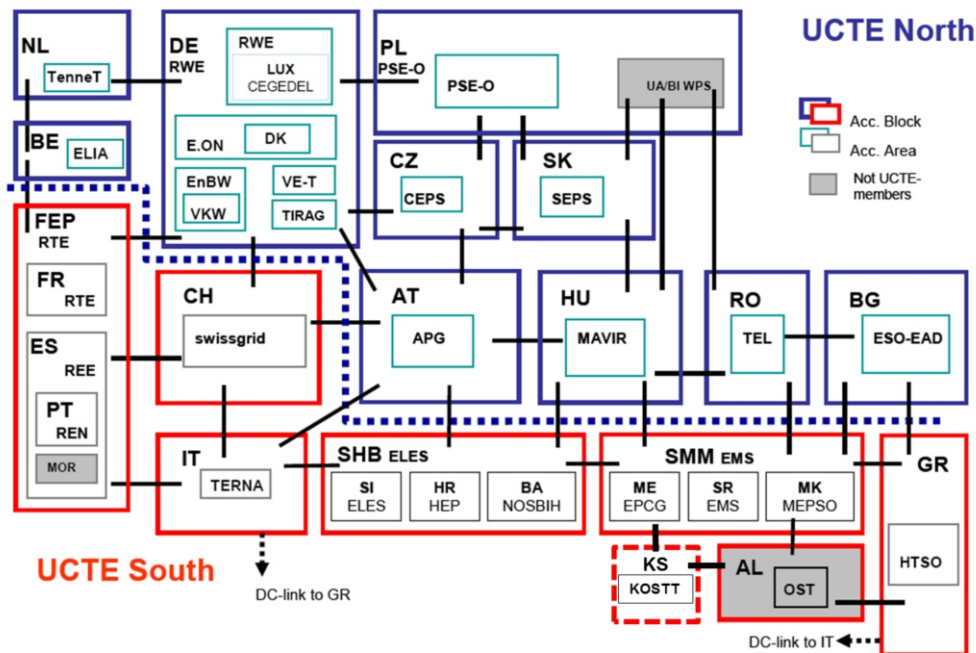 UCTE North
NL
TenneT
DE
RWE
RWE
LUX
CEGEDEL
E.ON
DK
EnBW
VKW
VE-T
TIRAG
PL
PSE-O
PSE-O
UA/BI WPS
Acc. Block
Acc. Area
Not UCTE-
members
BE
ELIA
CZ
CEPS
SK
SEPS
FEP
RTE
FR
RTE
ES
REE
PT
REN
MOR
CH
swissgrid
AT
APG
HU
MAVIR
RO
TEL
BG
ESO-EAD
IT
TERNA
SHB ELES
SI
ELES
HR
HEP
BA
NOSBIH
SMM EMS
ME
EPCG
SR
EMS
MK
MEPSO
GR
HTSO
UCTE South
DC-link to GR
KS
KOSTT
AL
OST
DC-link to IT